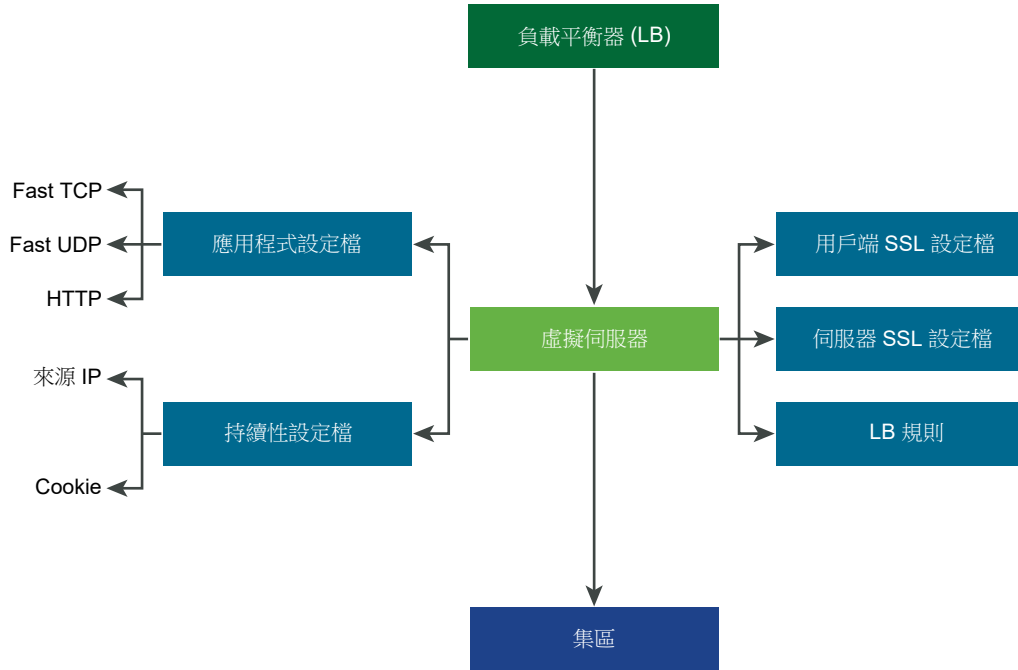 負載平衡器 (LB)
Fast TCP
Fast UDP
HTTP
應用程式設定檔
用戶端 SSL 設定檔
虛擬伺服器
伺服器 SSL 設定檔
來源 IP
Cookie
持續性設定檔
LB 規則
集區